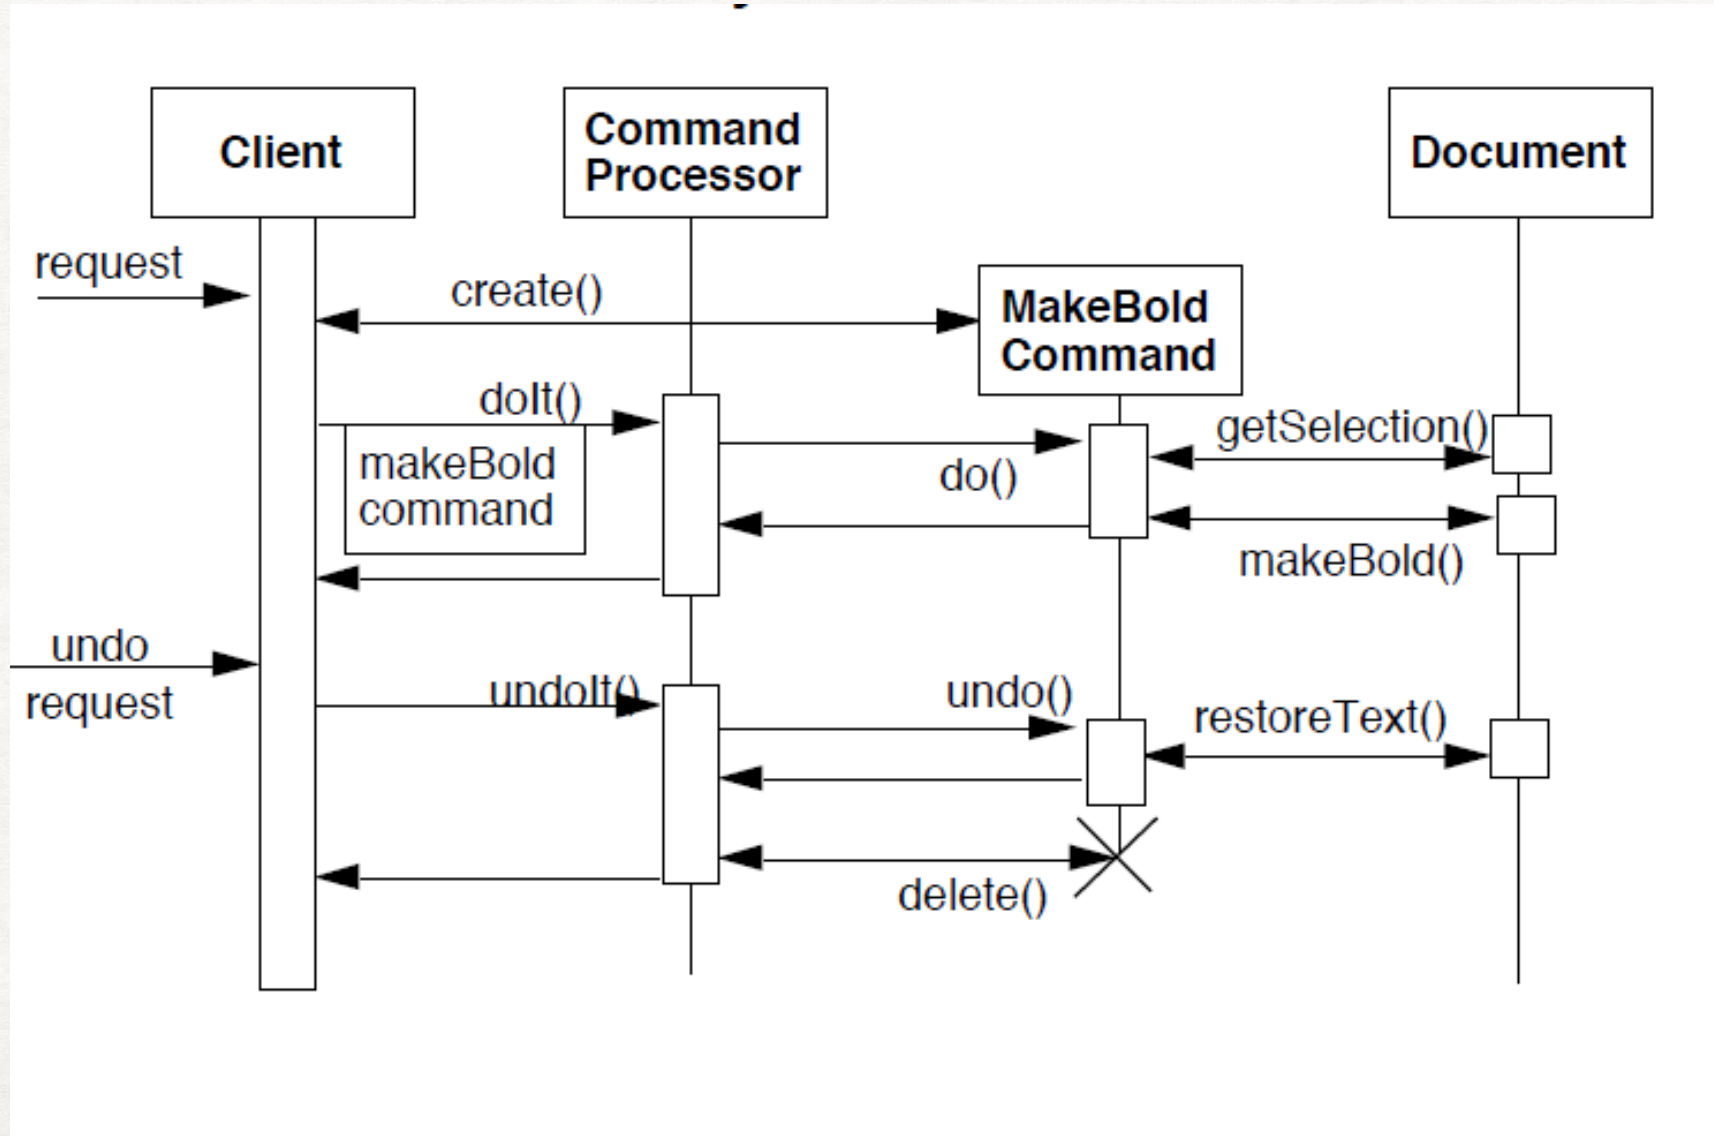 Client
Command
Processor
Document
request
create()
MakeBold
Command
doIt()
getSelection()
makeBold
command
do()
makeBold()
undo
request
undoIt()
undo()
restoreText()
delete()